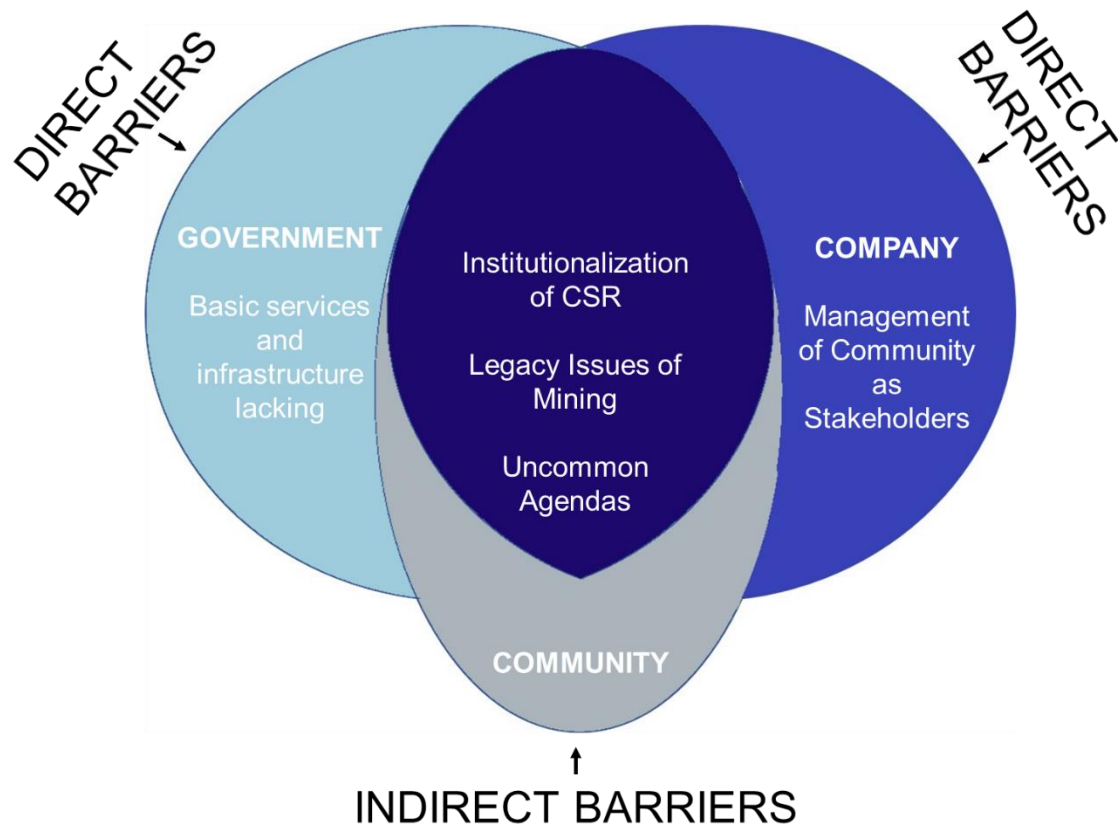 DIRECT
BARRIERS
DIRECT
BARRIERS
GOVERNMENT
Basic services
and
infrastructure
lacking
Institutionalization
of CSR
Legacy Issues of
Mining
Uncommon
Agendas
COMPANY
Management
of Community
as
Stakeholders
COMMUNITY
INDIRECT BARRIERS